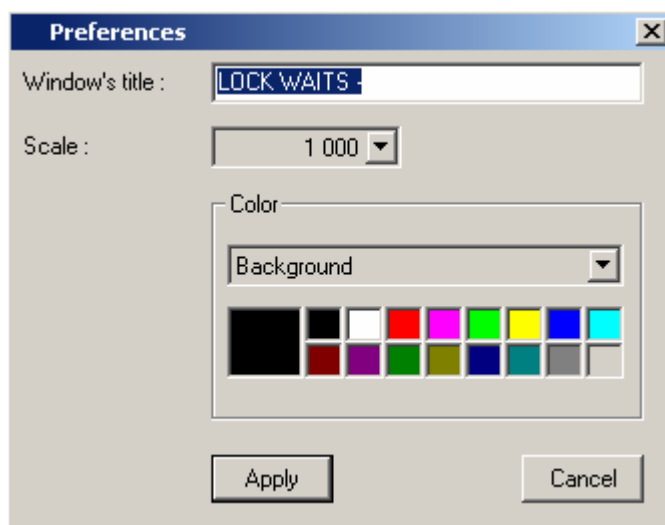 Preferences
Window's title :
LOCK WAITS -
Scale :
1 000
Color
Background
Apply
Cancel